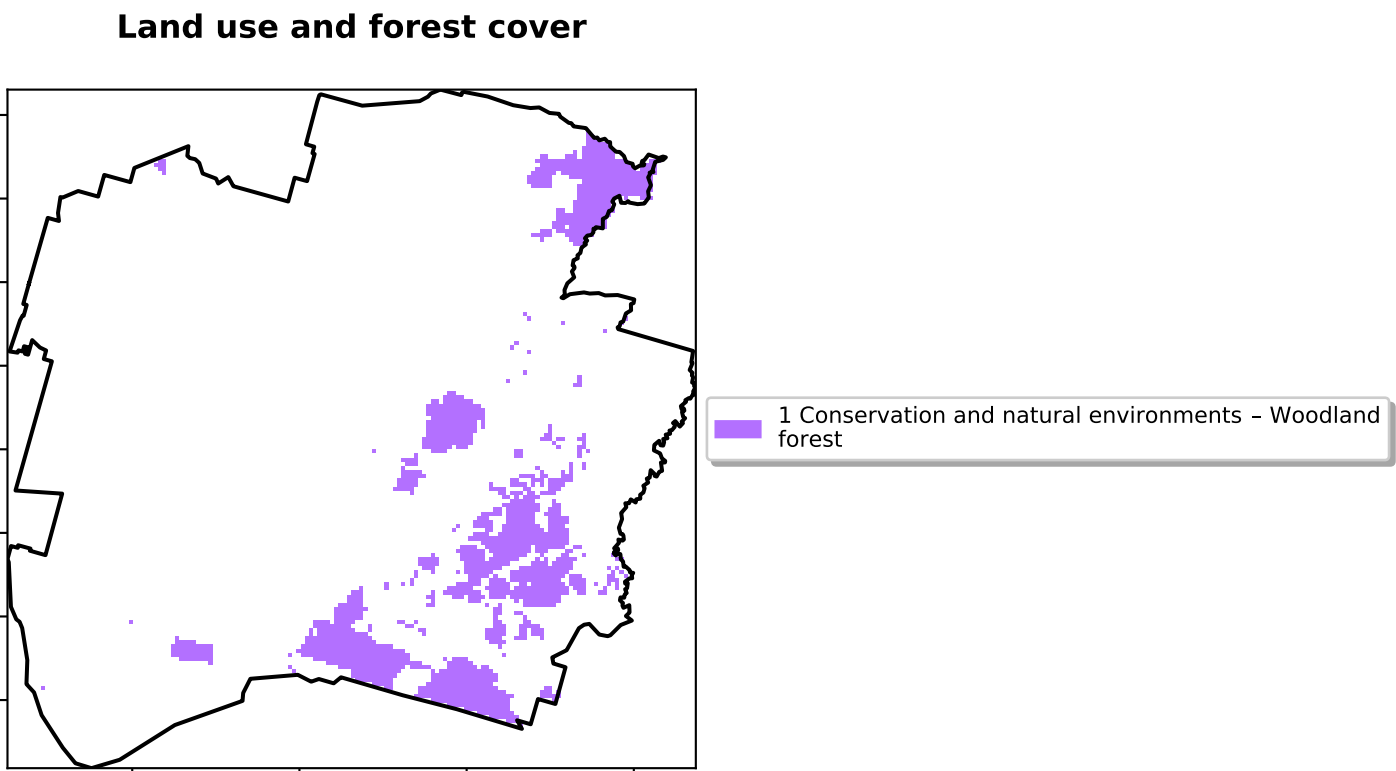 Land use and forest cover
1 Conservation and natural environments – Woodland
forest